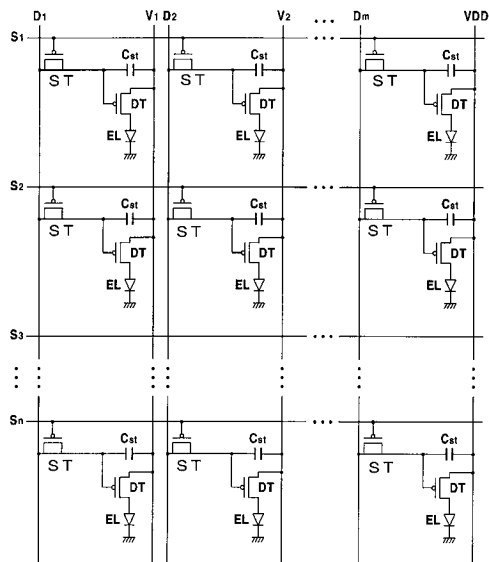 D1 V1 D2 V2 ... Dm VDD
S1 ...
Cst Cst Cst
ST DT ST DT ST DT
EL EL EL
S2 ...
Cst Cst Cst
ST DT ST DT ST DT
EL EL EL
S3 ...
Sn ...
Cst Cst Cst
ST DT ST DT ST DT
EL EL EL